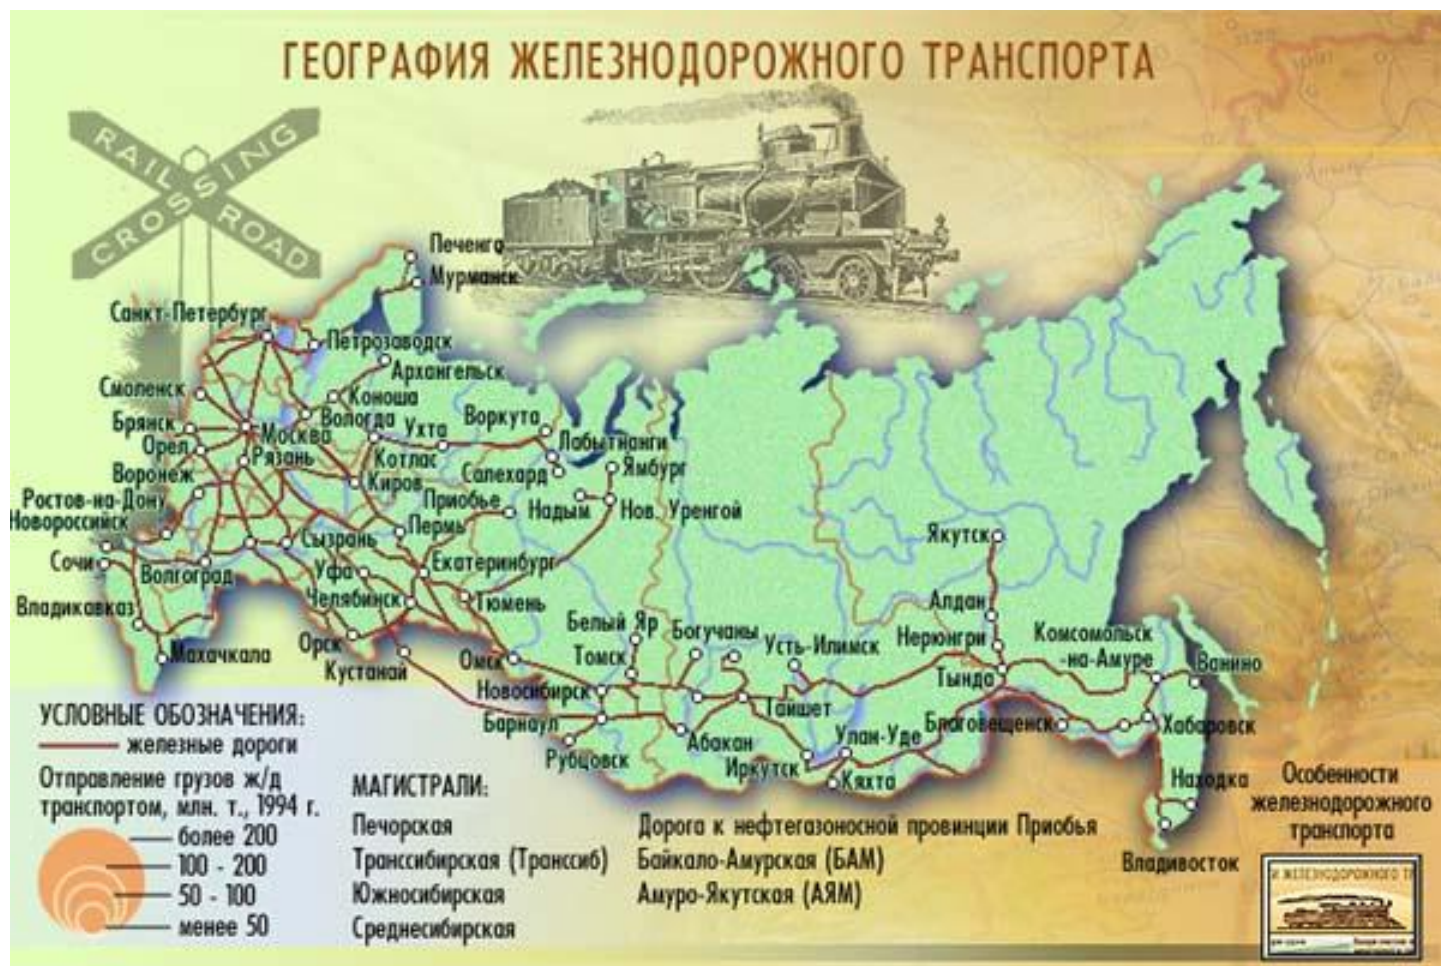 ГЕОГРАФИЯ ЖЕЛЕЗНОДОРОЖНОГО ТРАНСПОРТА
RAIL ROAD
CROSSING
Печенга
Мурманск
Санкт-Петербург
Петрозаводск
Архангельск
Смоленск
Коноша
Брянск
Вологда
Ухта
Воркута
Москва
Орел
Рязань
Котлас
Лабытнанги
Воронеж
Киров
Салехард
Ямбург
Ростов-на-Дону
Приобье
Надым
Нов. Уренгой
Новороссийск
Пермь
Якутск
Сызрань
Сочи
Волгоград
Уфа
Екатеринбург
Челябинск
Тюмень
Владикавказ
Алдан
Белый Яр
Богучаны
Усть-Илимск
Нерюнгри
Комсомольск
-на-Амуре
Махачкала
Орск
Кустанай
Омск
Томск
Тында
Ванино
Новосибирск
Тайшет
Барнаул
Абакан
Улан-Уде
Благовещенск
Хабаровск
Рубцовск
Иркутск
Кяхта
Находка
Владивосток
УСЛОВНЫЕ ОБОЗНАЧЕНИЯ:
железные дороги
Отправление грузов ж/д
транспортом, млн. т., 1994 г.
более 200
100 - 200
50 - 100
менее 50
МАГИСТРАЛИ:
Печорская
Транссибирская (Транссиб)
Южносибирская
Среднесибирская
Дорога к нефтегазоносной провинции Приобья
Байкало-Амурская (БАМ)
Амуро-Якутская (АЯМ)
Особенности
железнодорожного
транспорта
И ЖЕЛЕЗНОДОРОЖНОГО ТР